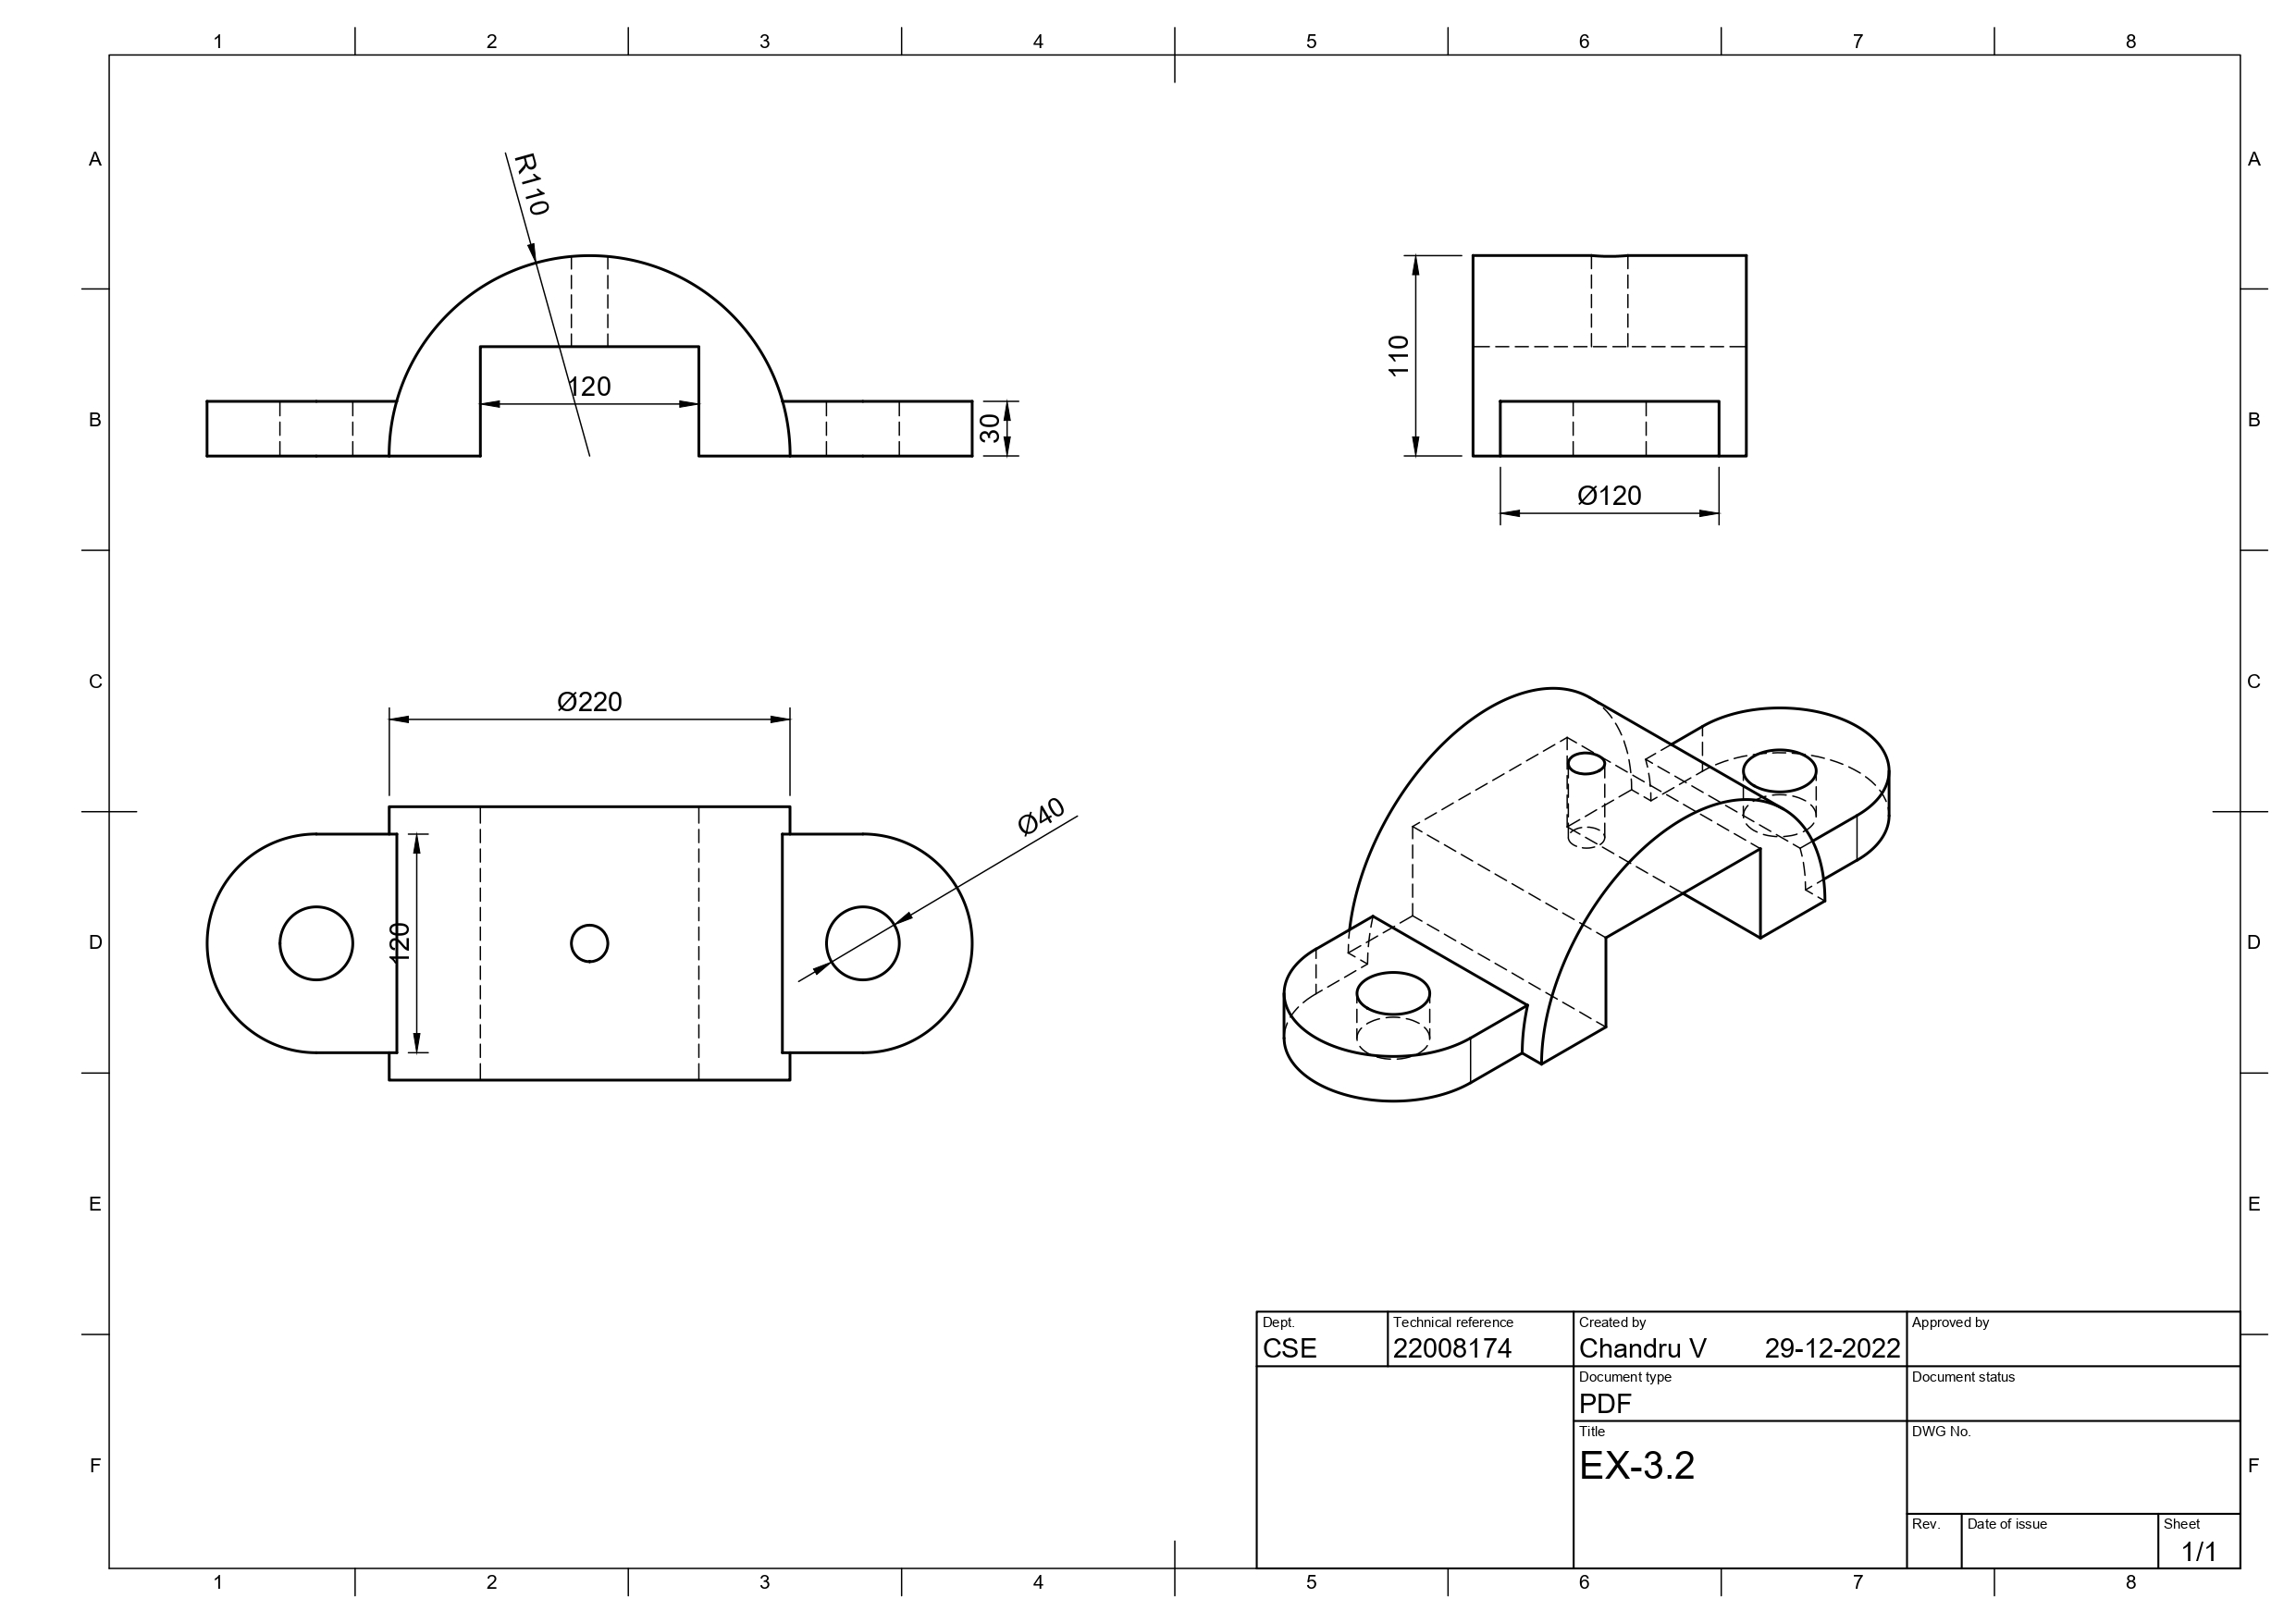 1 2 3 4 5 6 7 8
A A
R110
120
30
110
Ø120
B B
C C
Ø220
Ø40
120
D D
E E
Dept.
CSE
Technical reference
22008174
Created by
Chandru V 29-12-2022
Approved by
Document type
PDF
Document status
Title
EX-3.2
DWG No.
F F
Rev.
Date of issue
Sheet
1/1
1 2 3 4 5 6 7 8